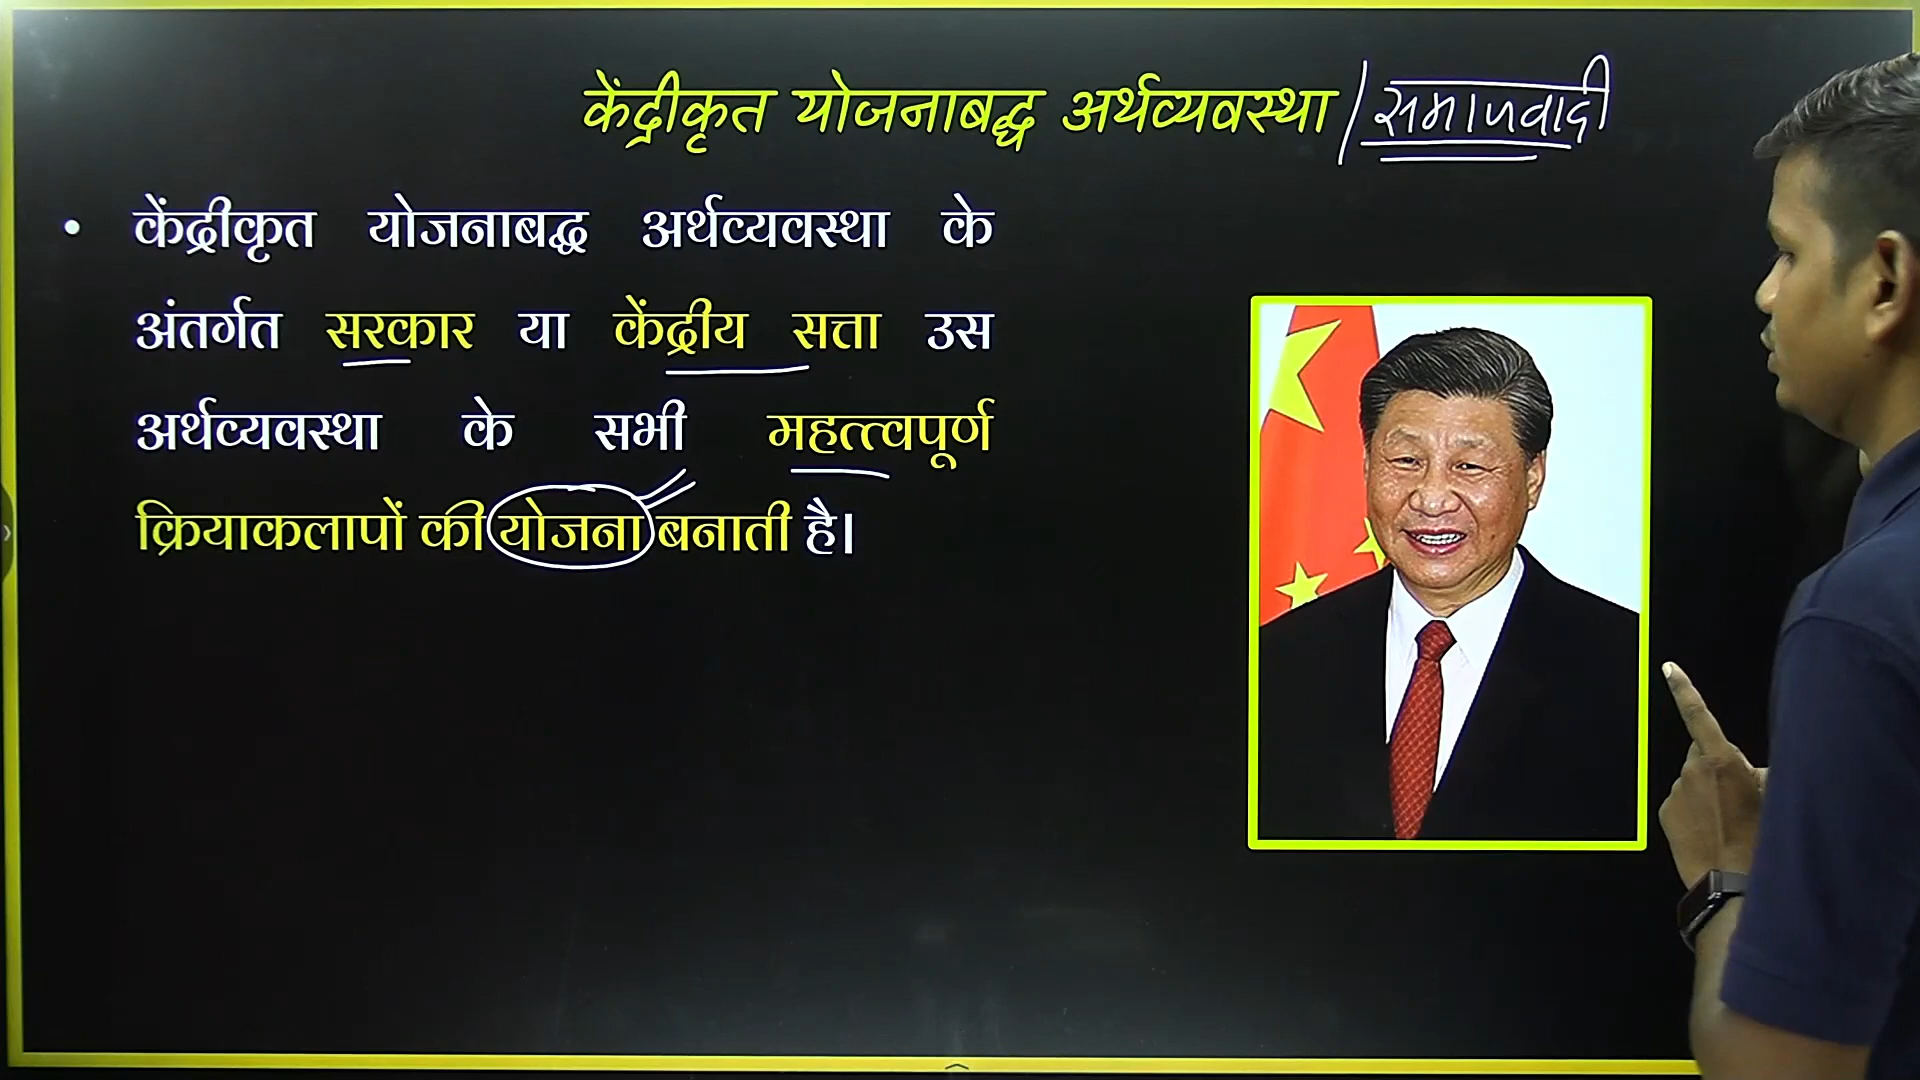 केंद्रीकृत योजनाबद्ध अर्थव्यवस्था / समाजवादी
• केंद्रीकृत योजनाबद्ध अर्थव्यवस्था के
अंतर्गत सरकार या केंद्रीय सत्ता उस
अर्थव्यवस्था के सभी महत्त्वपूर्ण
क्रियाकलापों की योजना बनाती है।